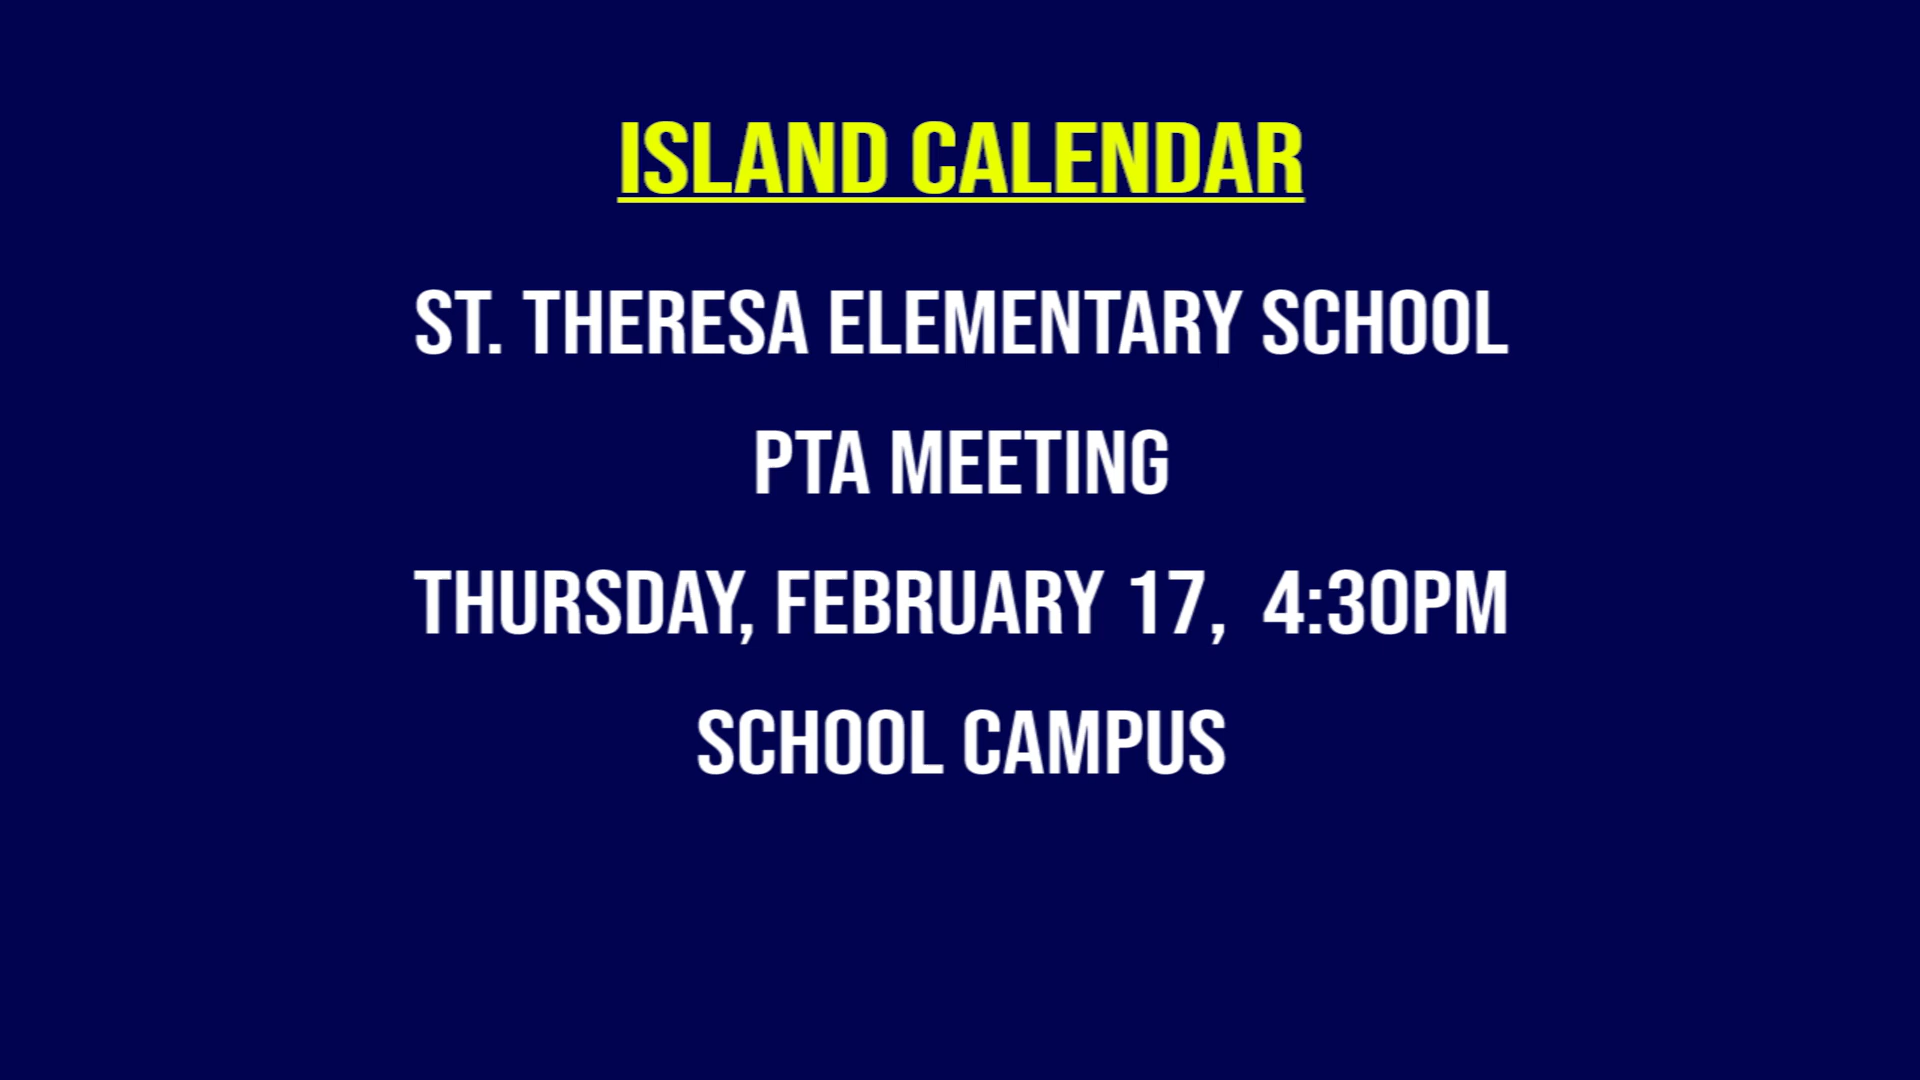 ISLAND CALENDAR
ST. THERESA ELEMENTARY SCHOOL
PTA MEETING
THURSDAY, FEBRUARY 17,  4:30PM
SCHOOL CAMPUS